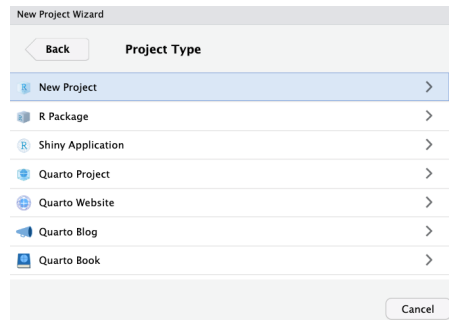 New Project Wizard
Back Project Type
New Project
R Package
R Shiny Application
Quarto Project
Quarto Website
Quarto Blog
Quarto Book
Cancel